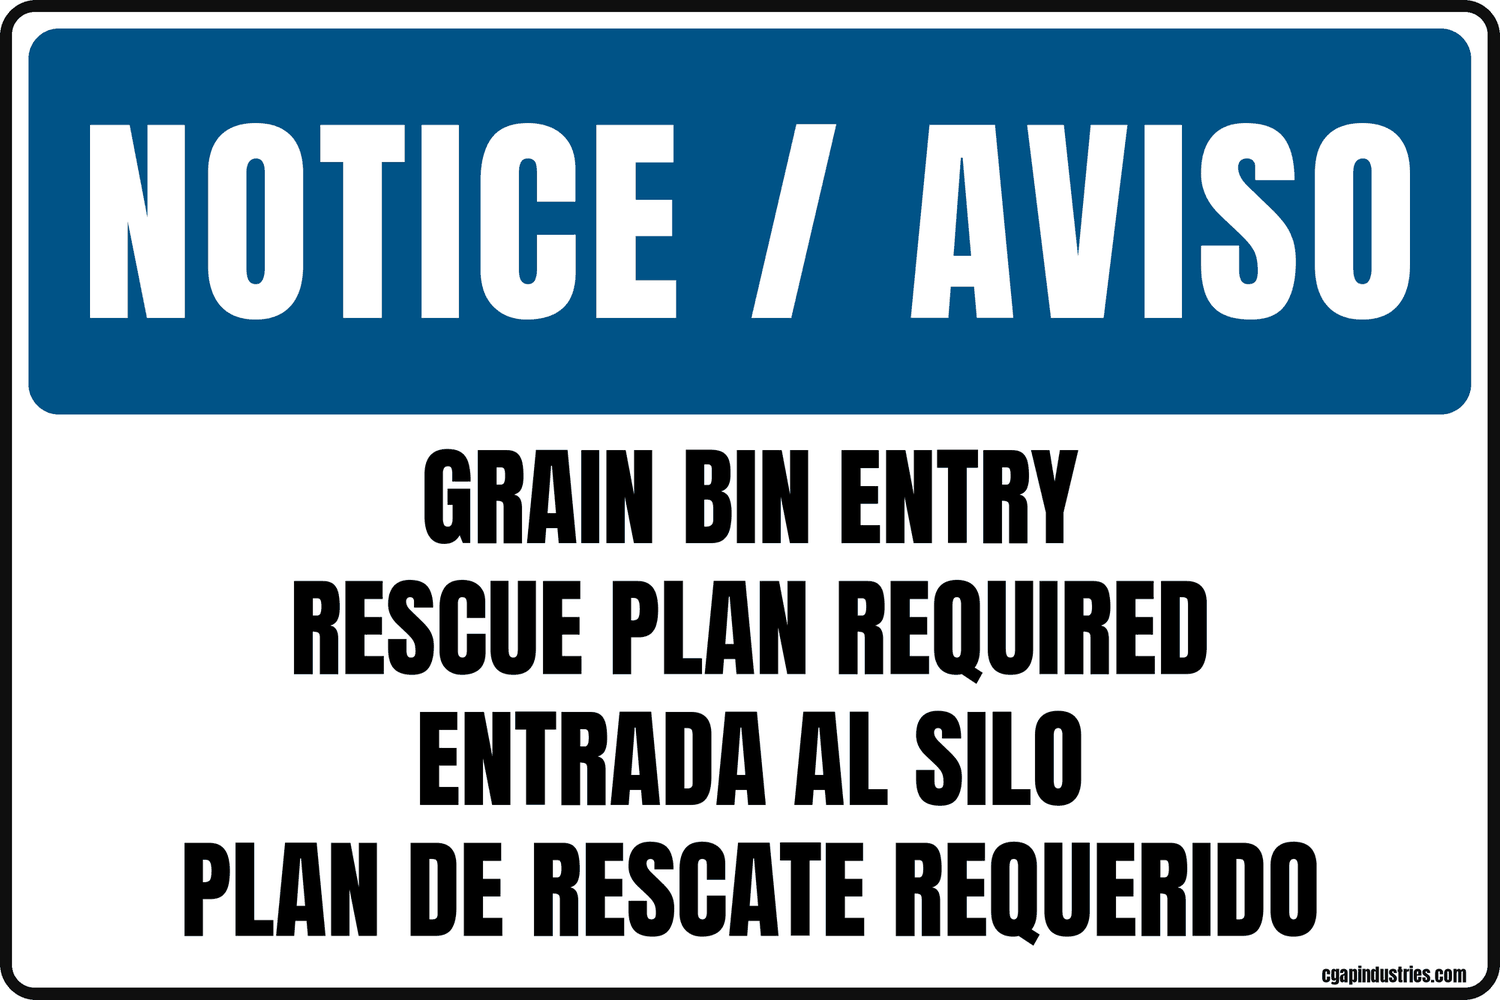 NOTICE / AVISO
GRAIN BIN ENTRY
RESCUE PLAN REQUIRED
ENTRADA AL SILO
PLAN DE RESCATE REQUERIDO
cgapindustries.com